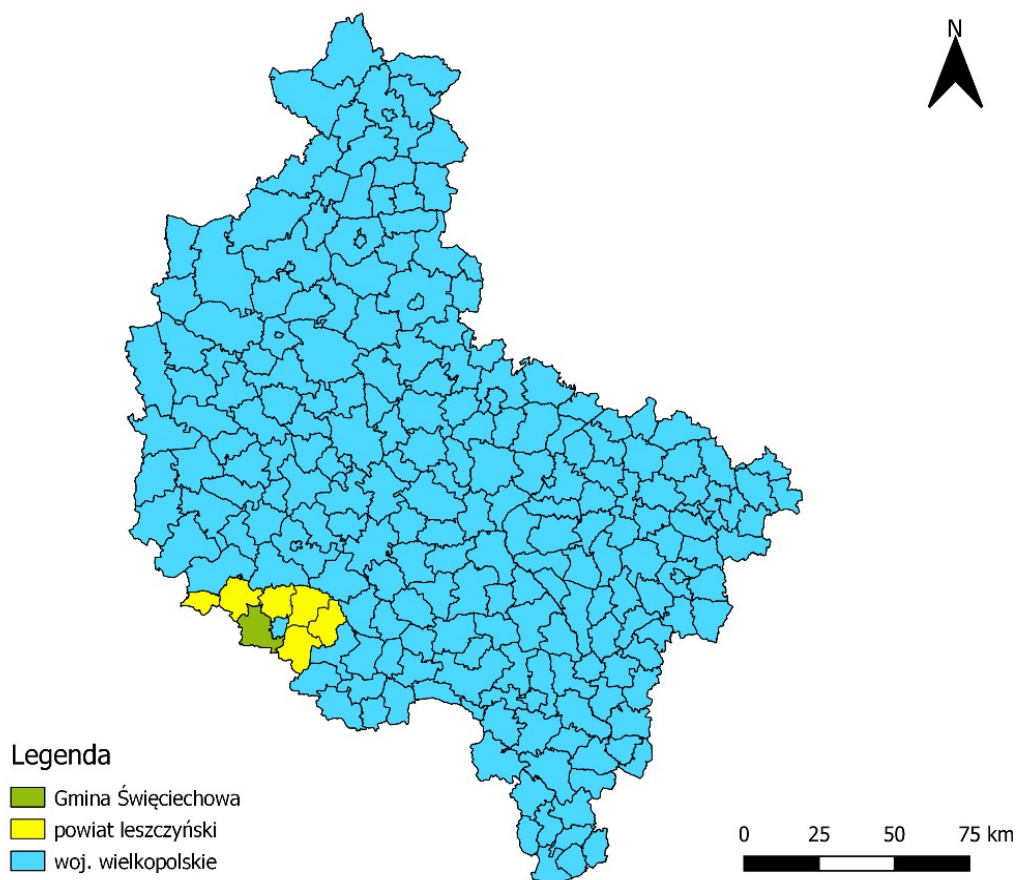 N
Legenda
Gmina Święciechowa
powiat leszczyński
woj. wielkopolskie
0 25 50 75 km